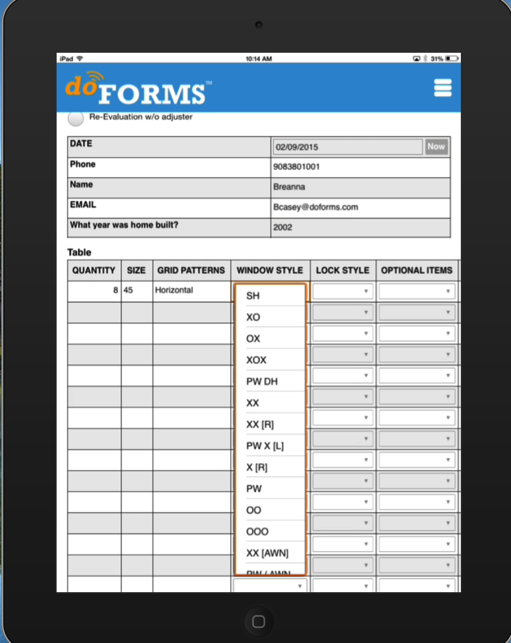 iPad 10:14 AM 31%
doFORMS™
Re-Evaluation w/o adjuster
DATE 02/09/2015 Now
Phone 9083801001
Name Breanna
EMAIL Bcasey@doforms.com
What year was home built? 2002
Table
QUANTITY SIZE GRID PATTERNS WINDOW STYLE LOCK STYLE OPTIONAL ITEMS
8 45 Horizontal
SH
XO
OX
XOX
PW DH
XX
XX [R]
PW X [L]
X [R]
PW
OO
OOO
XX [AWN]
PW / AWN